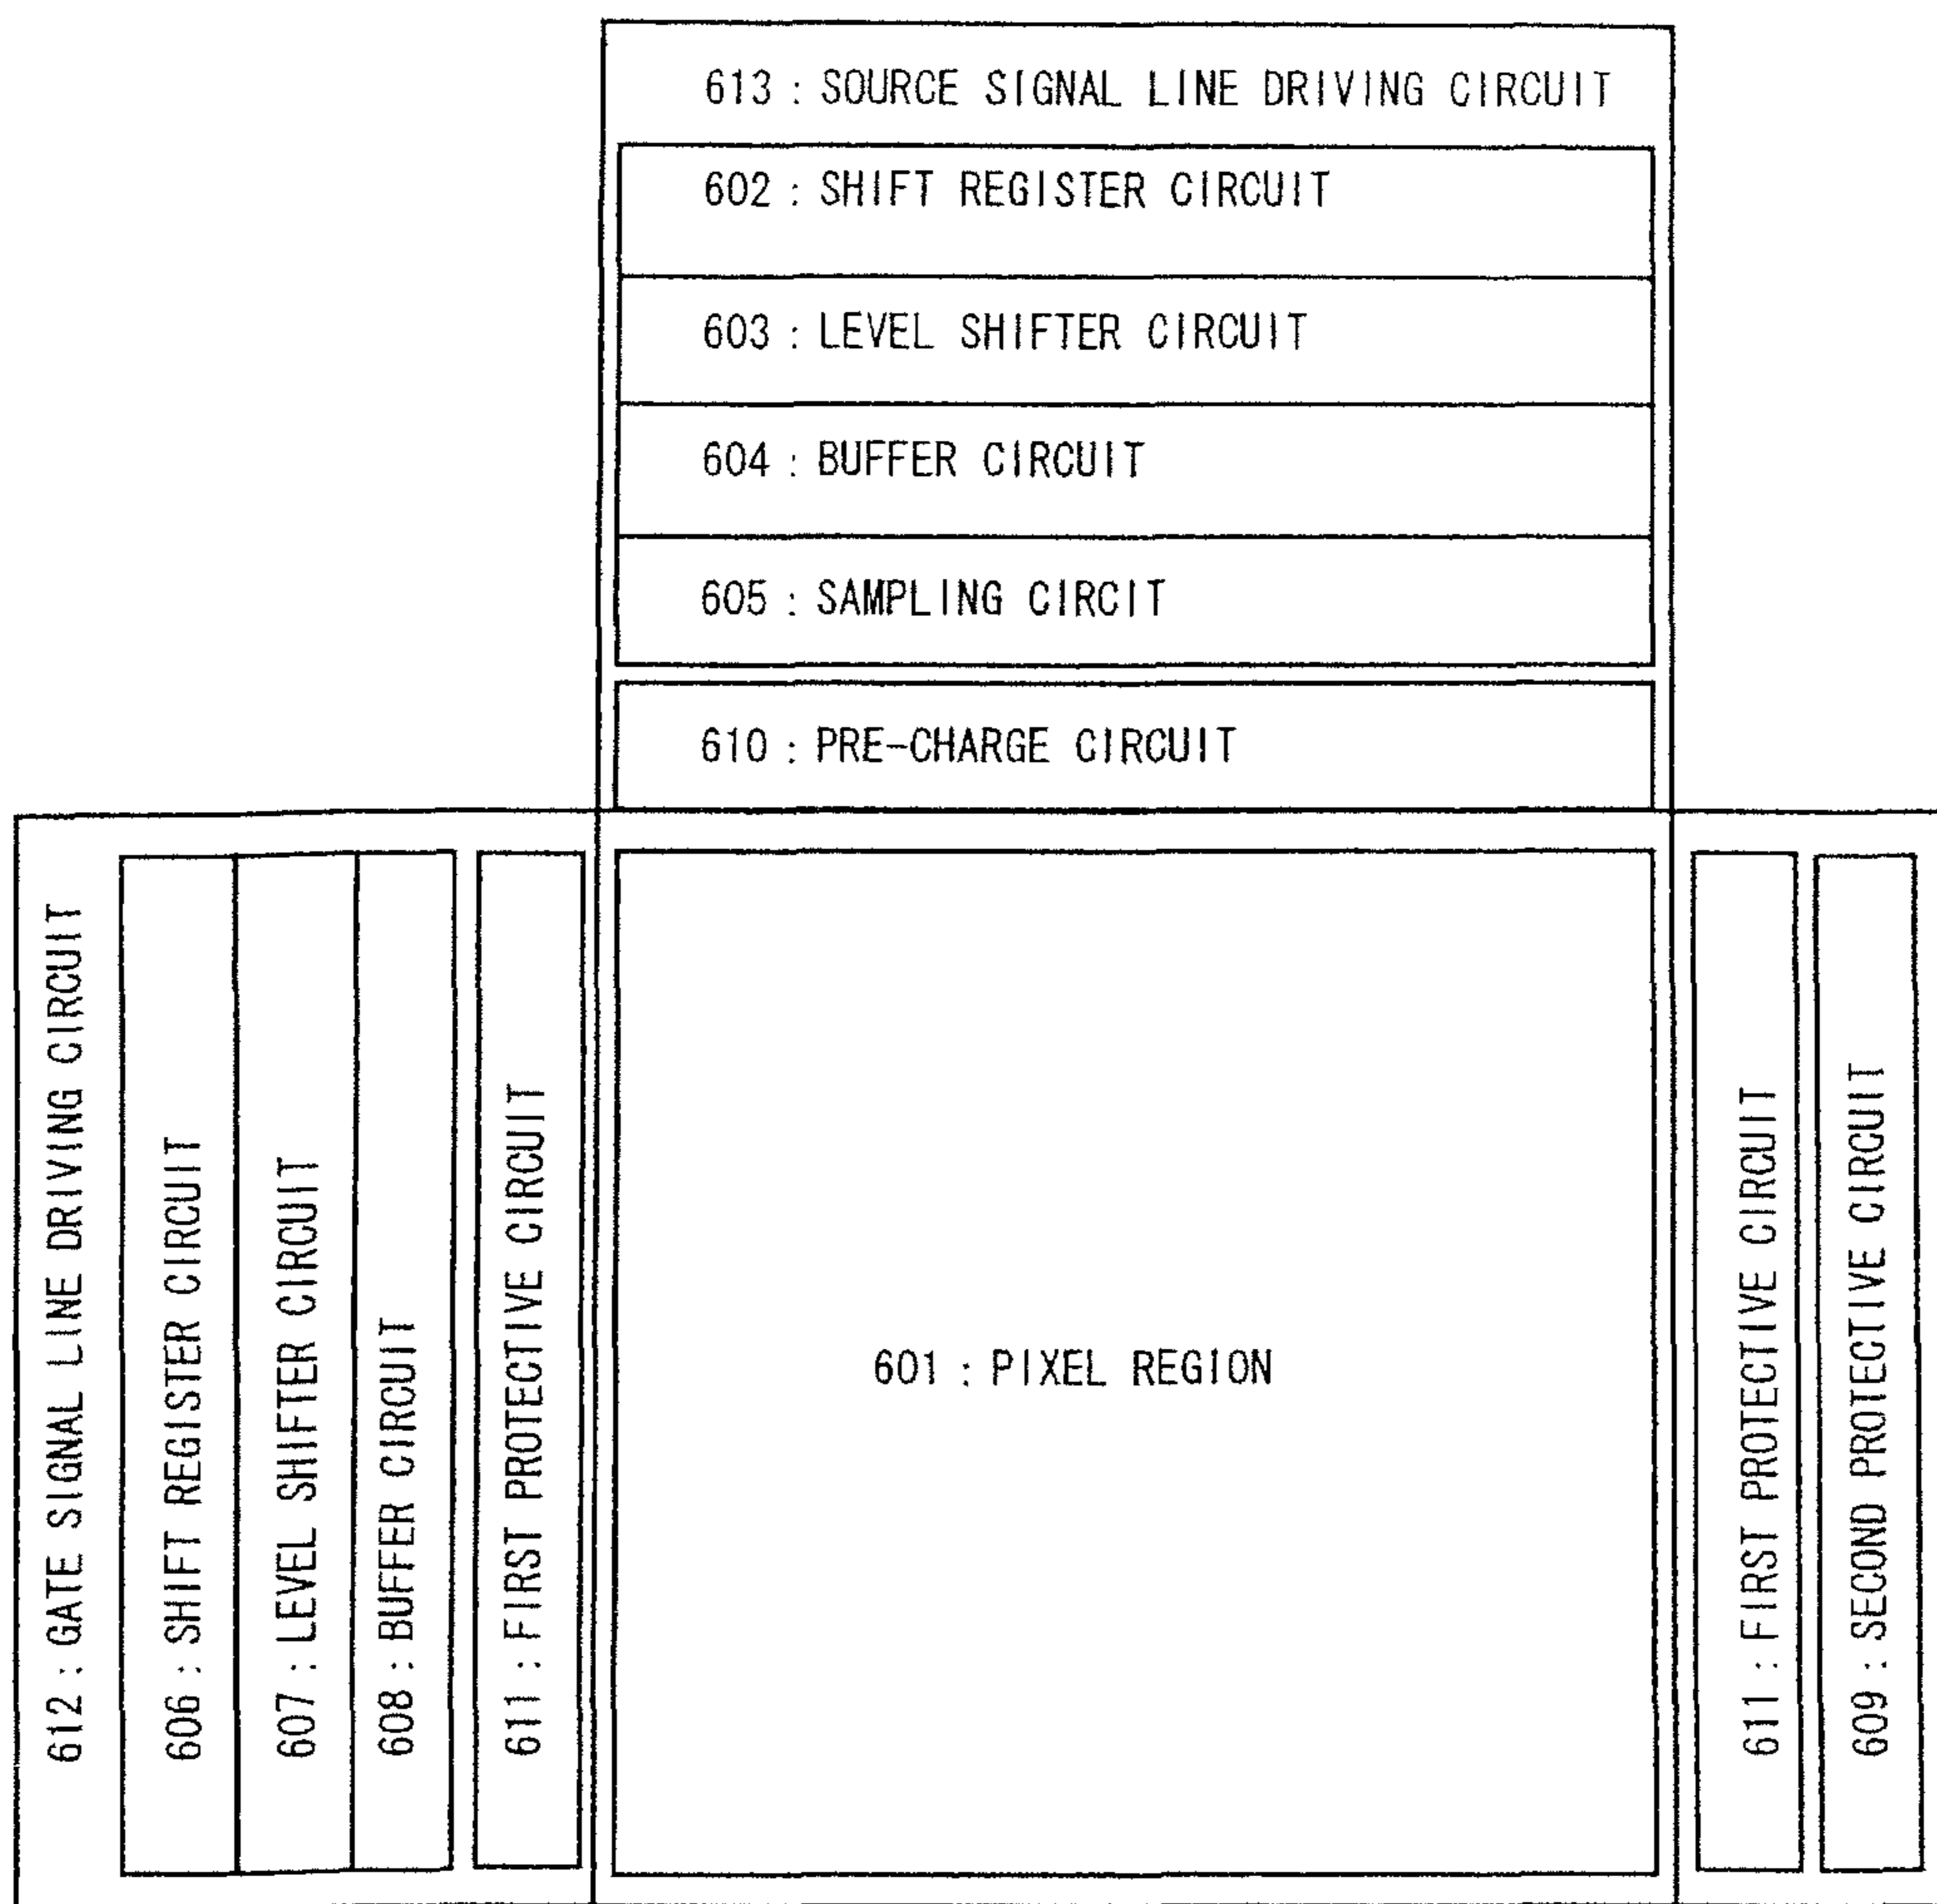 613 : SOURCE SIGNAL LINE DRIVING CIRCUIT
602 : SHIFT REGISTER CIRCUIT
603 : LEVEL SHIFTER CIRCUIT
604 : BUFFER CIRCUIT
605 : SAMPLING CIRCIT
610 : PRE-CHARGE CIRCUIT
612 : GATE SIGNAL LINE DRIVING CIRCUIT
606 : SHIFT REGISTER CIRCUIT
607 : LEVEL SHIFTER CIRCUIT
608 : BUFFER CIRCUIT
611 : FIRST PROTECTIVE CIRCUIT
601 : PIXEL REGION
611 : FIRST PROTECTIVE CIRCUIT
609 : SECOND PROTECTIVE CIRCUIT